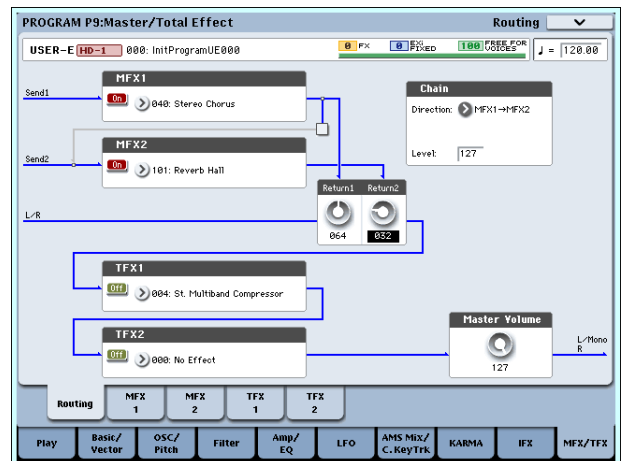 PROGRAM P9:Master/Total Effect Routing
USER-E HD-1 000: InitProgramUE000 0 FX 0 EXi FIXED 100 FREE FOR VOICES ♩ = 120.00
MFX1
Send1
On 040: Stereo Chorus
Chain
Direction: MFX1→MFX2
Level: 127
MFX2
Send2
On 101: Reverb Hall
Return1 Return2
L/R
064 032
TFX1
Off 004: St. Multiband Compressor
TFX2
Off 000: No Effect
Master Volume
127
L/Mono
R
Routing MFX 1 MFX 2 TFX 1 TFX 2
Play Basic/Vector OSC/Pitch Filter Amp/EQ LFO AMS Mix/C.KeyTrk KARMA IFX MFX/TFX